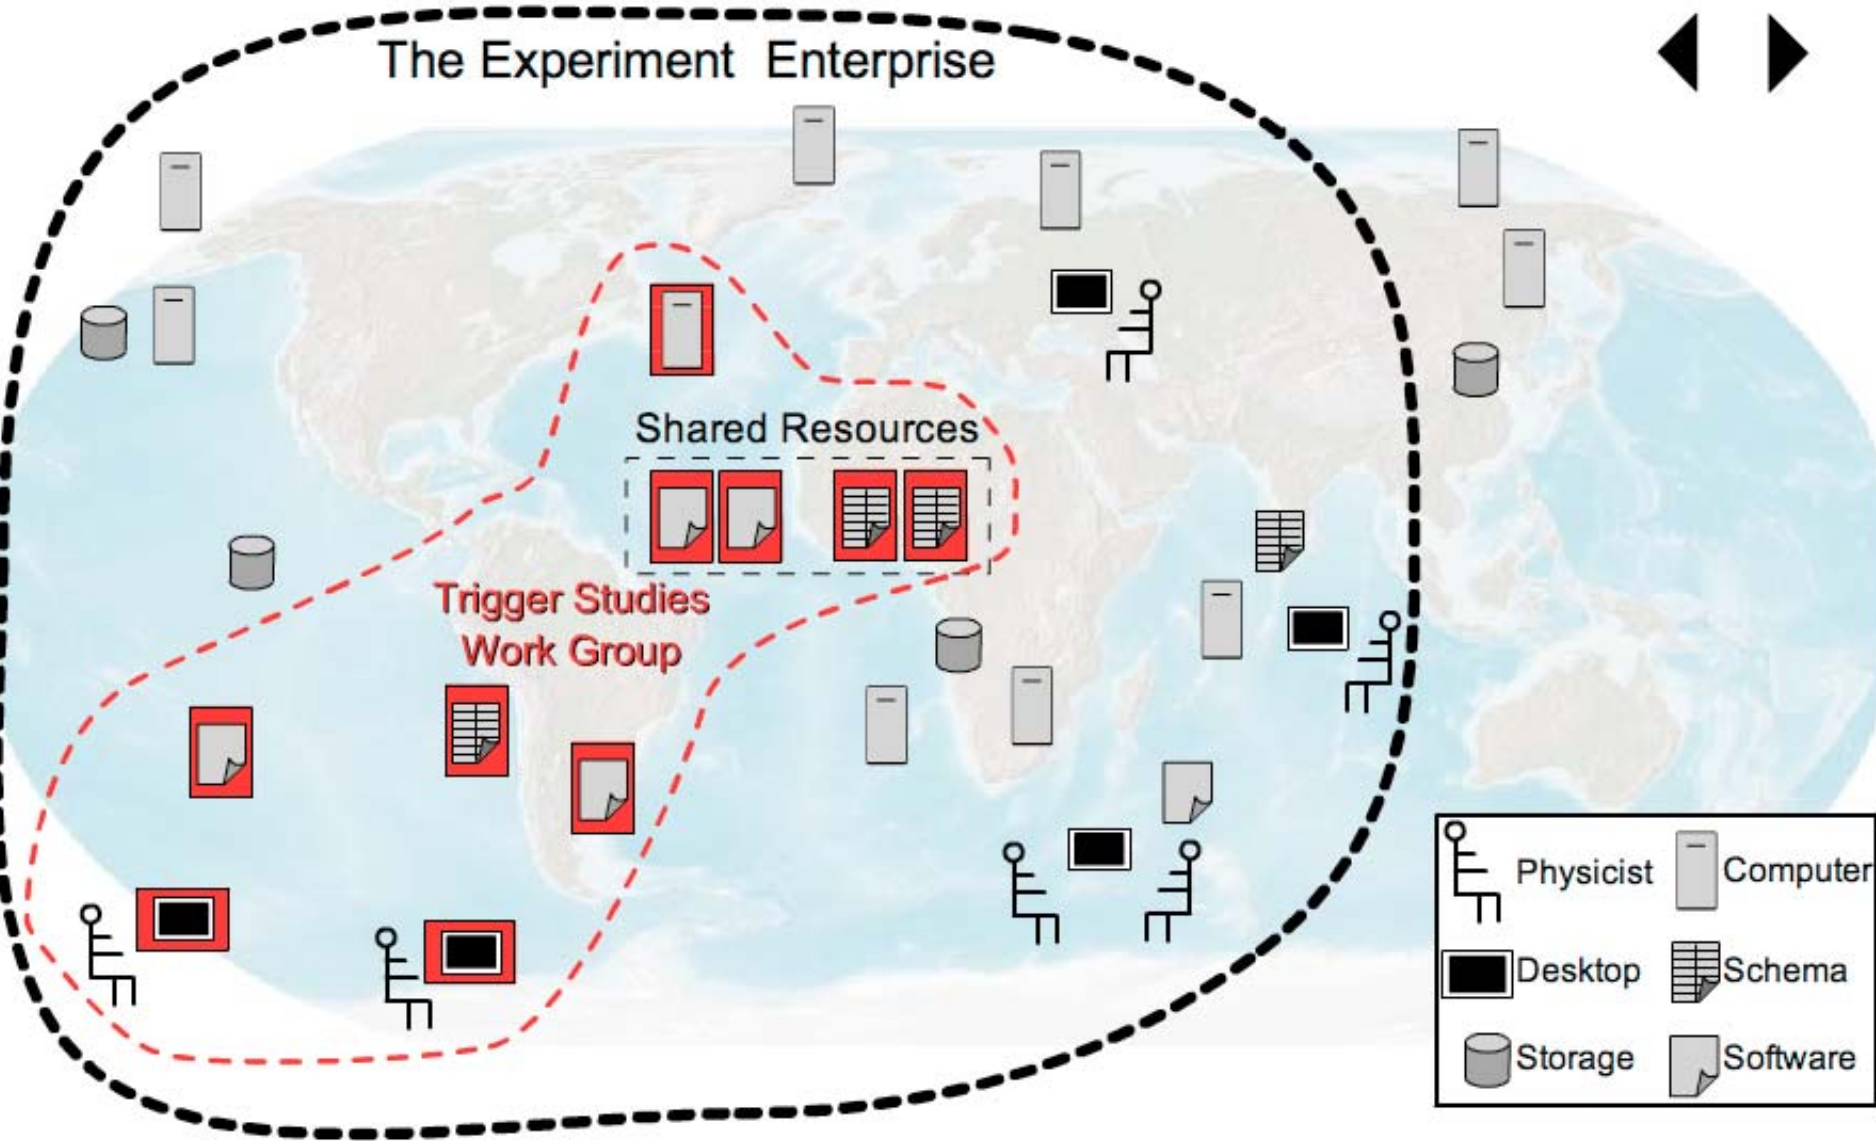 The Experiment Enterprise
Shared Resources
Trigger Studies
Work Group
Physicist
Computer
Desktop
Schema
Storage
Software